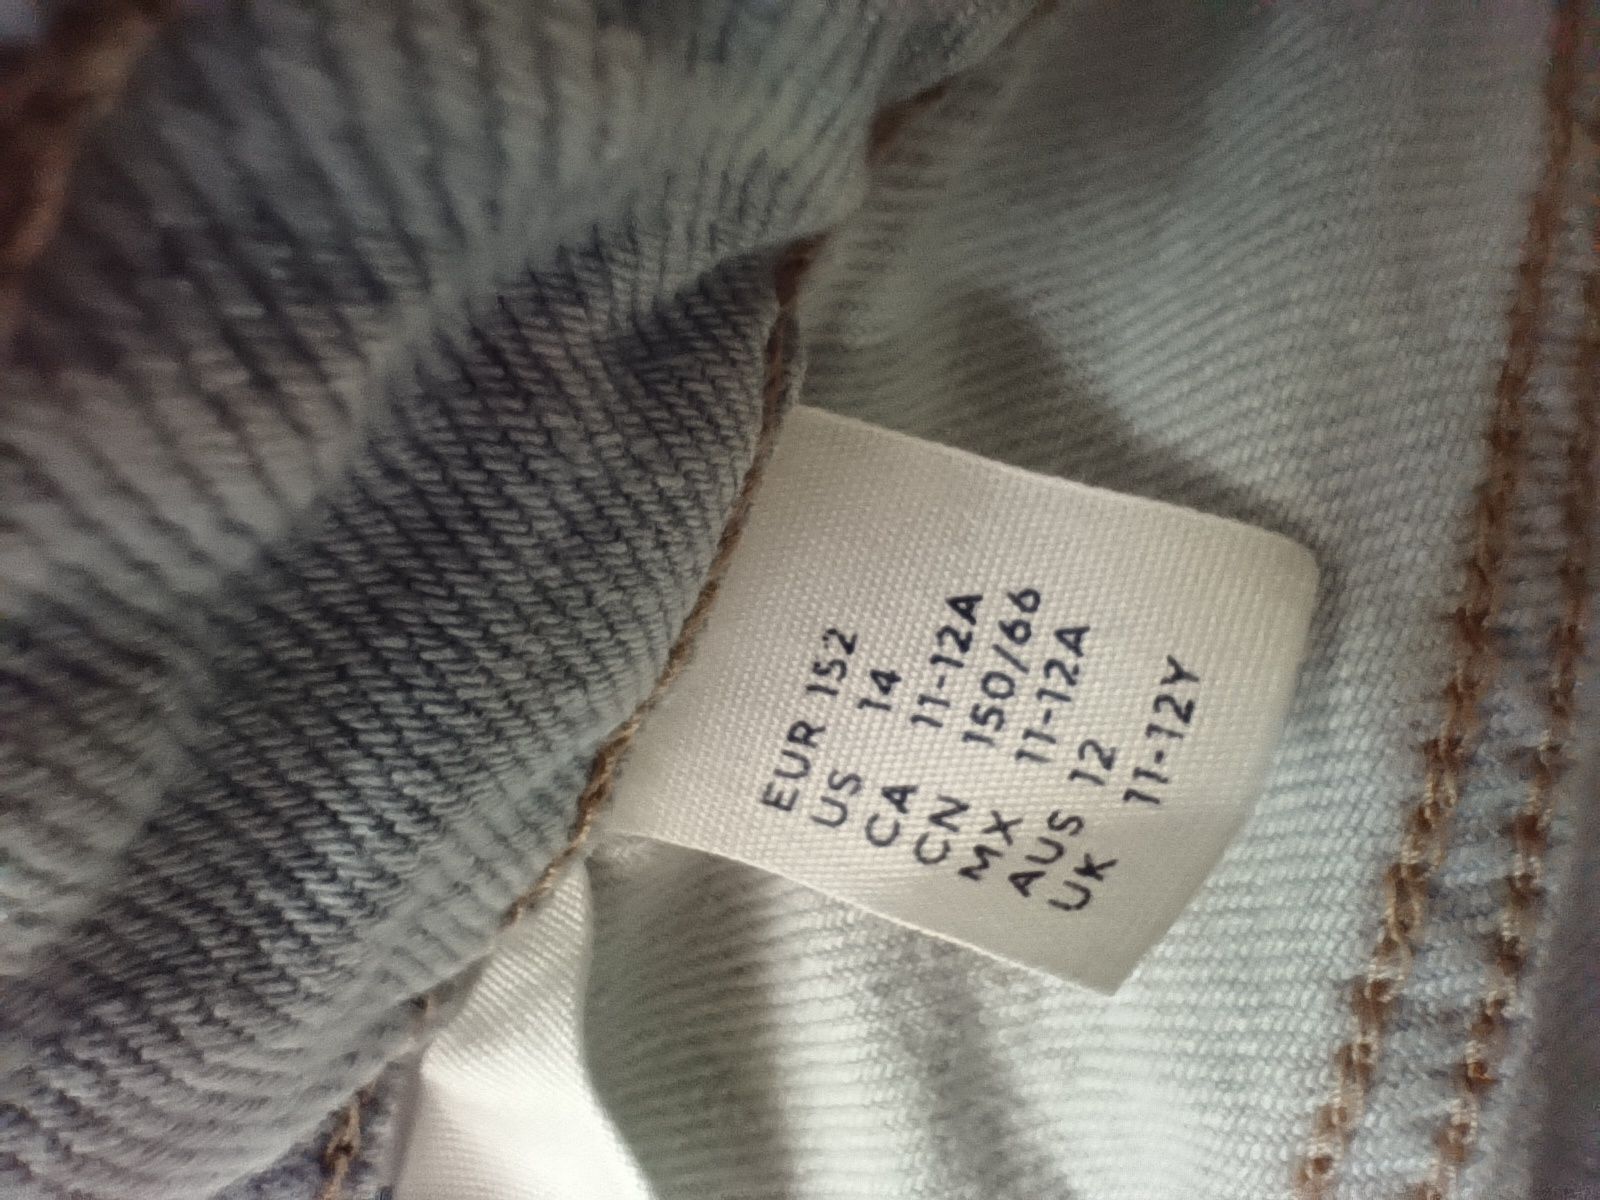 EUR 152
US 14
CA 11-12A
CN 150/66
MX 11-12A
AUS 12
UK 11-12Y